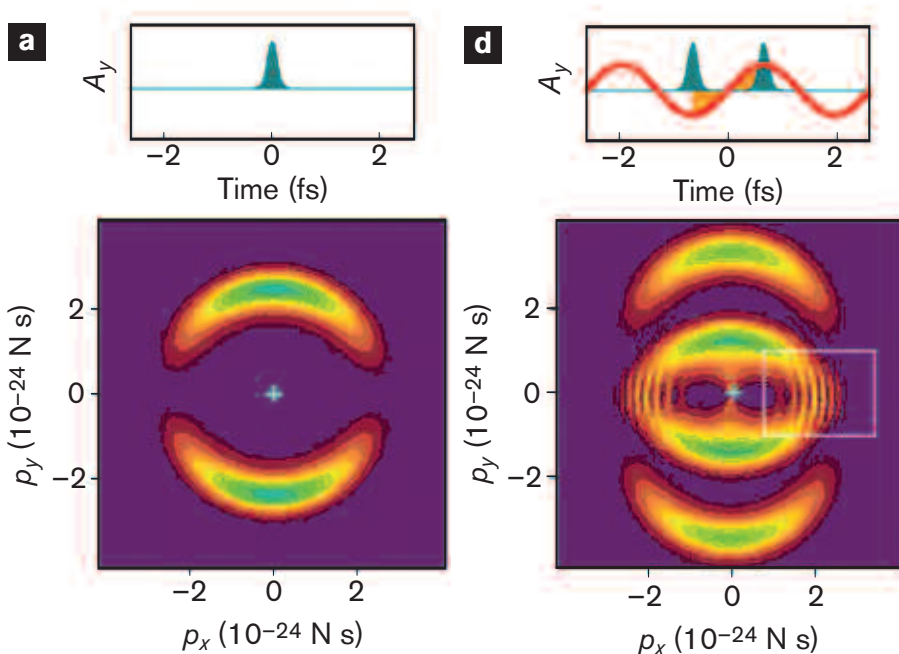 a
A_y
−2 0 2
Time (fs)
p_y (10⁻²⁴ N s)
2
0
−2
−2 0 2
p_x (10⁻²⁴ N s)
d
A_y
−2 0 2
Time (fs)
p_y (10⁻²⁴ N s)
2
0
−2
−2 0 2
p_x (10⁻²⁴ N s)